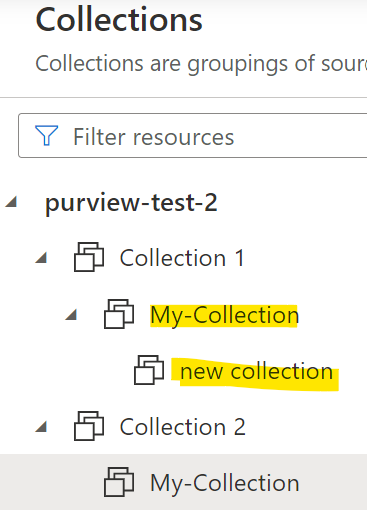 Collections
Collections are groupings of sour
Filter resources
purview-test-2
Collection 1
My-Collection
new collection
Collection 2
My-Collection